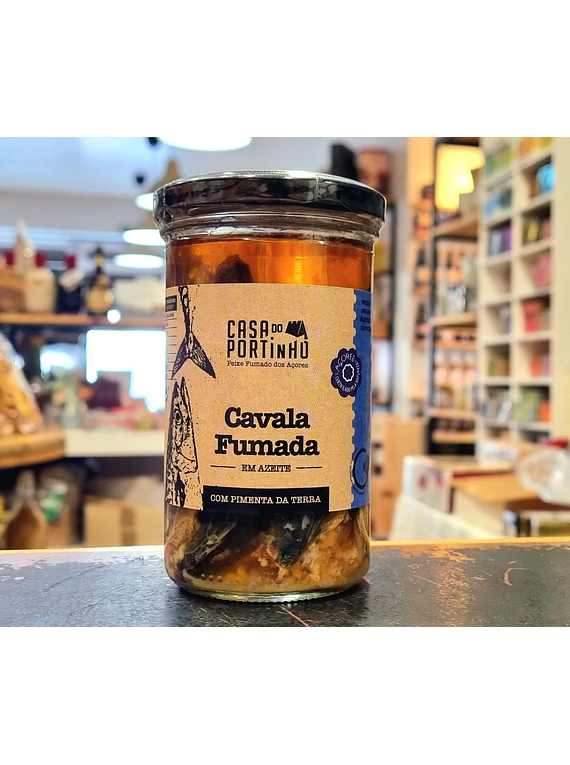 CASA DO
PORTINHO
Peixe Fumado dos Açores
Cavala
Fumada
EM AZEITE
COM PIMENTA DA TERRA